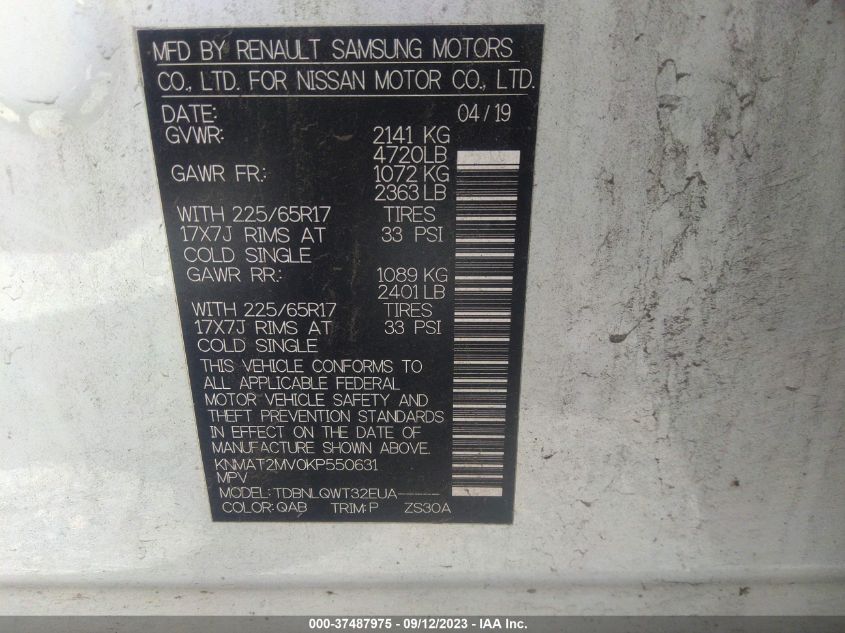 MFD BY RENAULT SAMSUNG MOTORS
CO., LTD. FOR NISSAN MOTOR CO., LTD.
DATE: 04/19
GVWR: 2141 KG
4720LB
GAWR FR: 1072 KG
2363 LB
WITH 225/65R17 TIRES
17X7J RIMS AT 33 PSI
COLD SINGLE
GAWR RR: 1089 KG
2401 LB
WITH 225/65R17 TIRES
17X7J RIMS AT 33 PSI
COLD SINGLE
THIS VEHICLE CONFORMS TO
ALL APPLICABLE FEDERAL
MOTOR VEHICLE SAFETY AND
THEFT PREVENTION STANDARDS
IN EFFECT ON THE DATE OF
MANUFACTURE SHOWN ABOVE.
KNMAT2MV0KP550631
MPV
MODEL: TDBNLQWT32EUA-----
COLOR: QAB TRIM: P ZS30A
000-37487975 - 09/12/2023 - © IAA Inc.